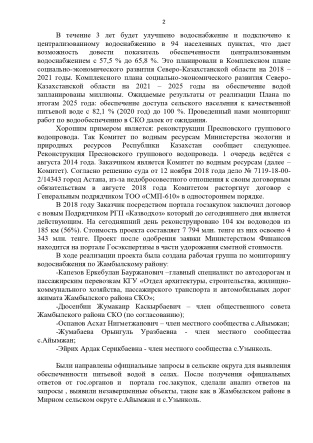 2
В течение 3 лет будет улучшено водоснабжение и подключено к
централизованному водоснабжению в 94 населенных пунктах, что даст
возможность довести показатель обеспеченности централизованным
водоснабжением с 57,5 % до 65,8 %. Это планировали в Комплексном плане
социально-экономического развития Северо-Казахстанской области на 2018 –
2021 годы. Комплексного плана социально-экономического развития Северо-
Казахстанской области на 2021 – 2025 годы на обеспечении водой
запланированы миллионы. Ожидаемые результаты от реализации Плана по
итогам 2025 года: обеспечение доступа сельского населения к качественной
питьевой воде с 82,1 % (2020 год) до 100 %. Проведенный нами мониторинг
работ по водообеспечению в СКО далек от ожидания.
Хорошим примером является: реконструкция Пресновского группового
водопровода. Так Комитет по водным ресурсам Министерства экологии и
природных ресурсов Республики Казахстан сообщает следующее.
Реконструкция Пресновского группового водопровода. 1 очередь ведётся с
августа 2014 года. Заказчиком является Комитет по водным ресурсам (далее –
Комитет). Согласно решению суда от 12 ноября 2018 года дело № 7119-18-00-
2/14343 город Астана, из-за недобросовестного отношения к своим договорным
обязательствам в августе 2018 года Комитетом расторгнут договор с
Генеральным подрядчиком ТОО «СМП-610» в одностороннем порядке.
В 2018 году Заказчик посредством портала госзакупок заключил договор
с новым Подрядчиком РГП «Казводхоз» который до сегодняшнего дня является
действующим. На сегодняшний день реконструировано 104 км водоводов из
185 км (56%). Стоимость проекта составляет 7 794 млн. тенге из них освоено 4
343 млн. тенге. Проект после одобрения заявки Министерством Финансов
находится на портале Госэкспертизы в части удорожания сметной стоимости.
В ходе реализации проекта была создана рабочая группа по мониторингу
водоснабжения по Жамбылскому району:
-Капезов Еркебулан Бауржанович –главный специалист по автодорогам и
пассажирским перевозкам КГУ «Отдел архитектуры, строительства, жилищно-
коммунального хозяйства, пассажирского транспорта и автомобильных дорог
акимата Жамбылского района СКО»;
-Дюсенбин Жумажар Каскырбаевич - член общественного совета
Жамбылского района СКО (по согласованию);
-Оспанов Асхат Нигметжанович – член местного сообщества с.Айымжан;
-Жумабаева Орынгуль Уразбаевна - член местного сообщества
с.Айымжан;
-Эйрих Ардак Серикбаевна - член местного сообщества с.Узынколь.
Были направлены официальные запросы в сельские округа для выявления
обеспеченности питьевой водой в селах. После получения официальных
ответов от гос.органов и портала гос.закупок, сделали анализ ответов на
запросы , выявили незавершенные объекты, такие как в Жамбылском районе в
Мирном сельском округе с.Айымжан и с.Узынколь.